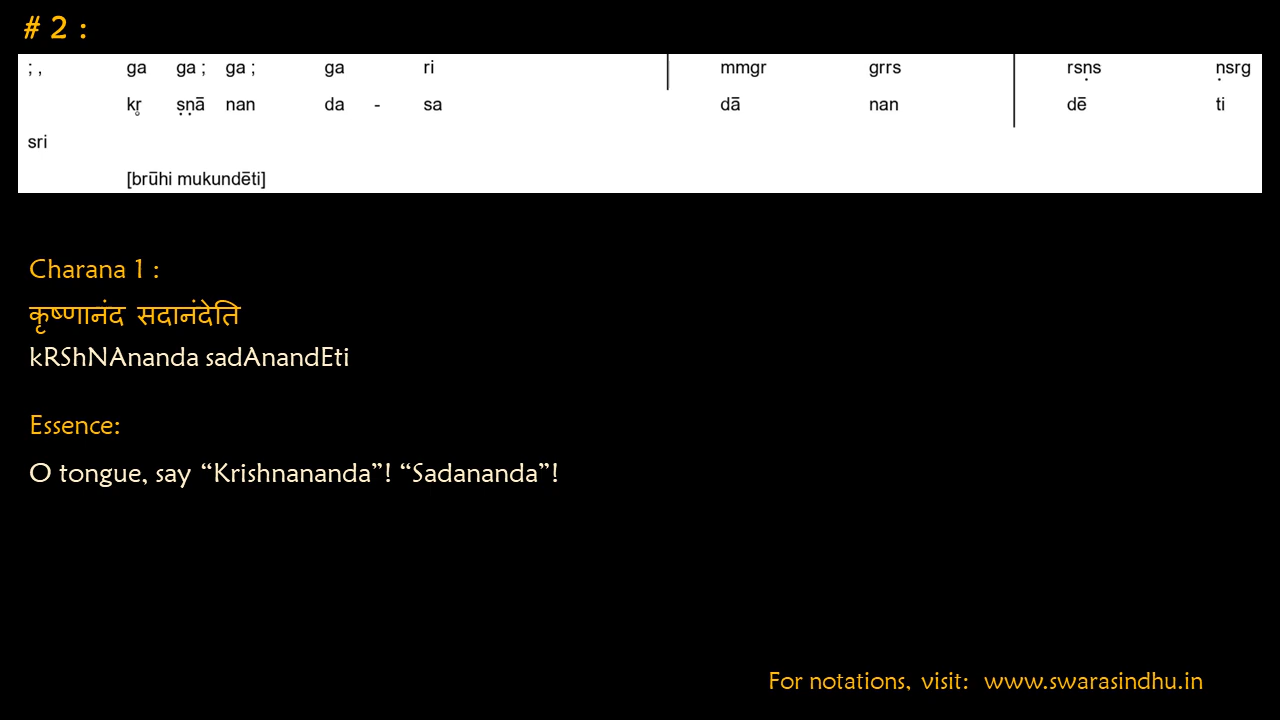 # 2 :
; , ga ga ; ga ; ga ri | mmgr grrs | rsṇs ṇsrg
kr̥ ṣṇā nan da - sa dā nan dē ti
sri
[brūhi mukundēti]
Charana 1 :
कृष्णानंद सदानंदेति
kRShNAnanda sadAnandEti
Essence:
O tongue, say “Krishnananda”! “Sadananda”!
For notations, visit: www.swarasindhu.in